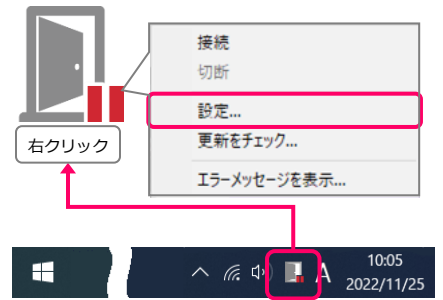 接続
切断
設定...
更新をチェック...
エラーメッセージを表示...
右クリック
A
10:05
2022/11/25